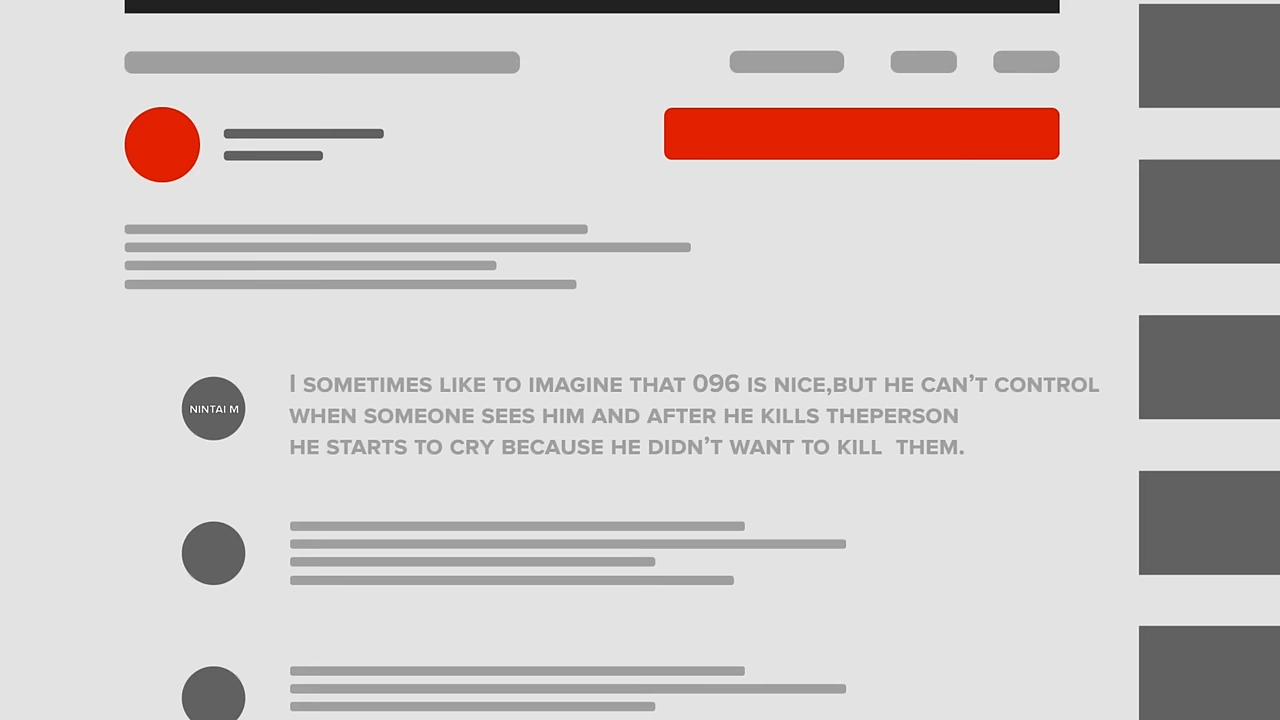 NINTAI M
I SOMETIMES LIKE TO IMAGINE THAT 096 IS NICE,BUT HE CAN’T CONTROL
WHEN SOMEONE SEES HIM AND AFTER HE KILLS THEPERSON
HE STARTS TO CRY BECAUSE HE DIDN’T WANT TO KILL  THEM.